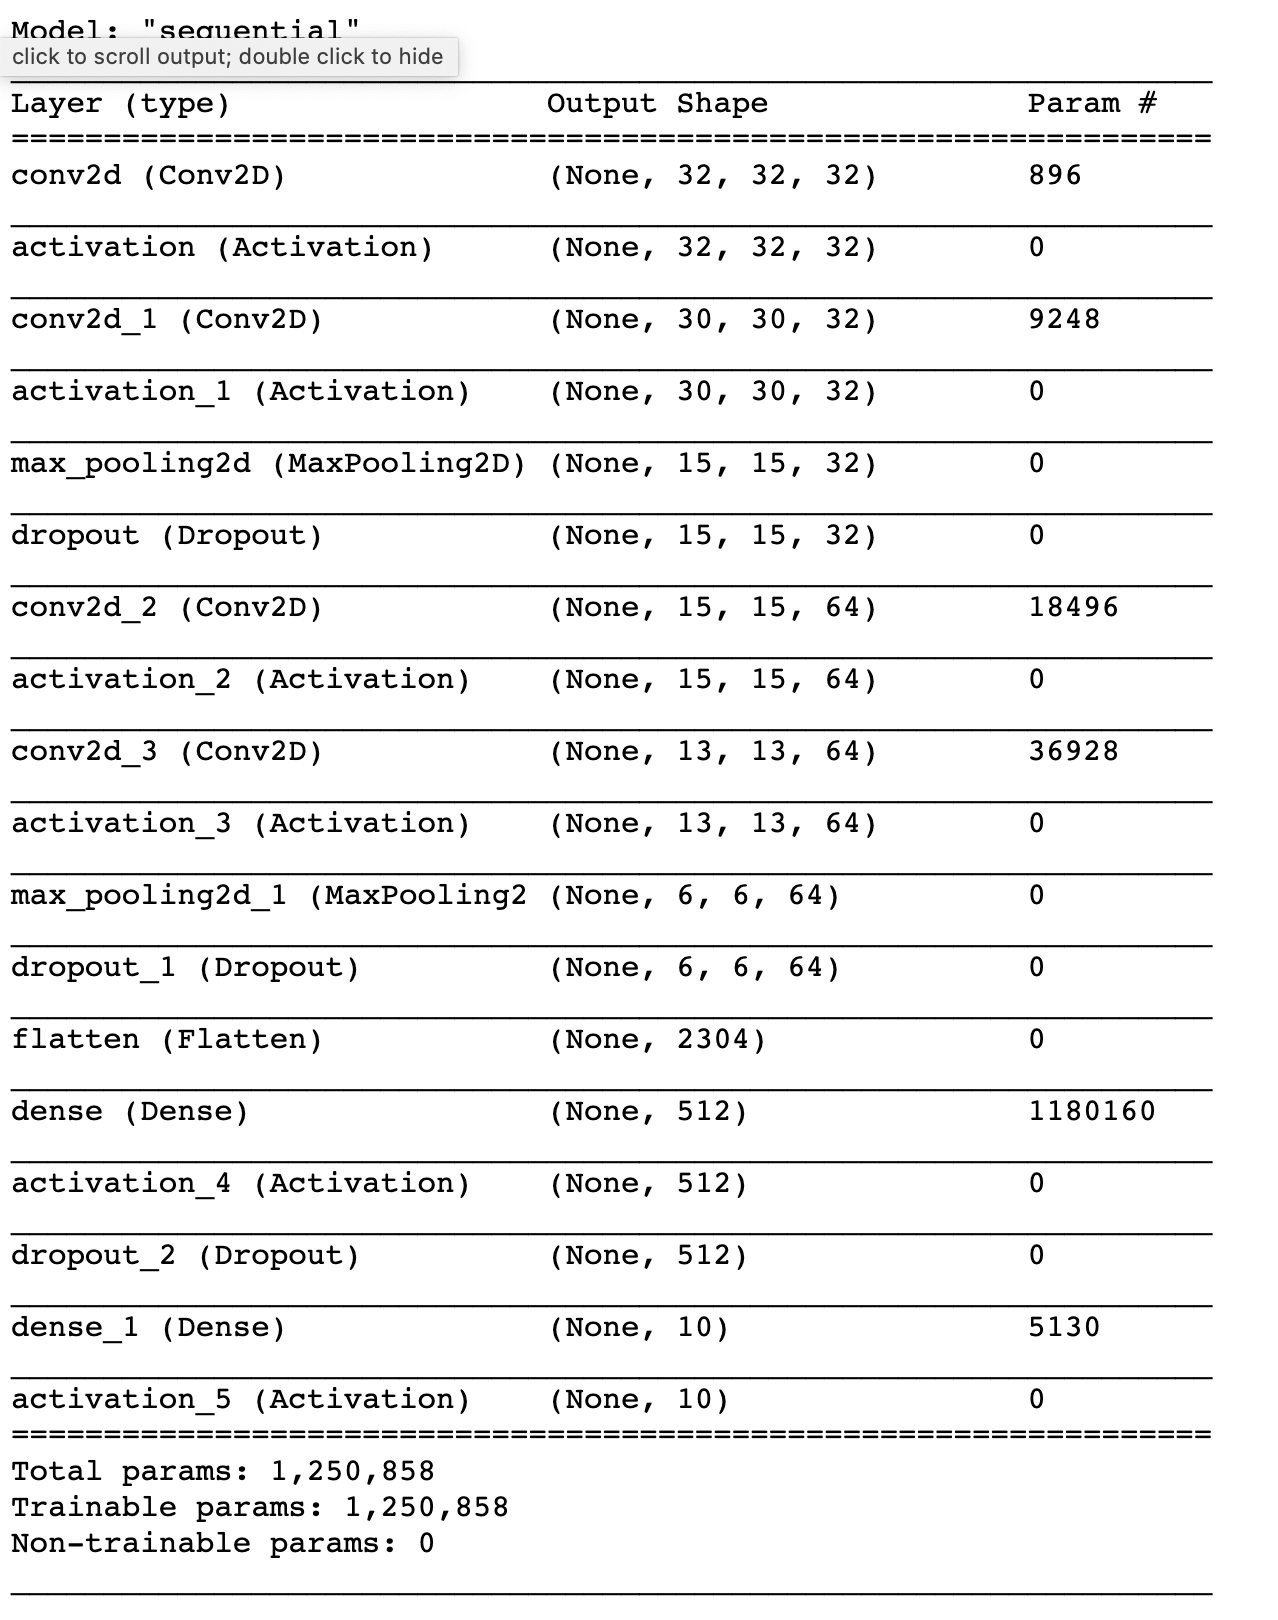 Model: "sequential"
click to scroll output; double click to hide
Layer (type) Output Shape Param #
=================================================================
conv2d (Conv2D) (None, 32, 32, 32) 896
activation (Activation) (None, 32, 32, 32) 0
conv2d_1 (Conv2D) (None, 30, 30, 32) 9248
activation_1 (Activation) (None, 30, 30, 32) 0
max_pooling2d (MaxPooling2D) (None, 15, 15, 32) 0
dropout (Dropout) (None, 15, 15, 32) 0
conv2d_2 (Conv2D) (None, 15, 15, 64) 18496
activation_2 (Activation) (None, 15, 15, 64) 0
conv2d_3 (Conv2D) (None, 13, 13, 64) 36928
activation_3 (Activation) (None, 13, 13, 64) 0
max_pooling2d_1 (MaxPooling2 (None, 6, 6, 64) 0
dropout_1 (Dropout) (None, 6, 6, 64) 0
flatten (Flatten) (None, 2304) 0
dense (Dense) (None, 512) 1180160
activation_4 (Activation) (None, 512) 0
dropout_2 (Dropout) (None, 512) 0
dense_1 (Dense) (None, 10) 5130
activation_5 (Activation) (None, 10) 0
=================================================================
Total params: 1,250,858
Trainable params: 1,250,858
Non-trainable params: 0